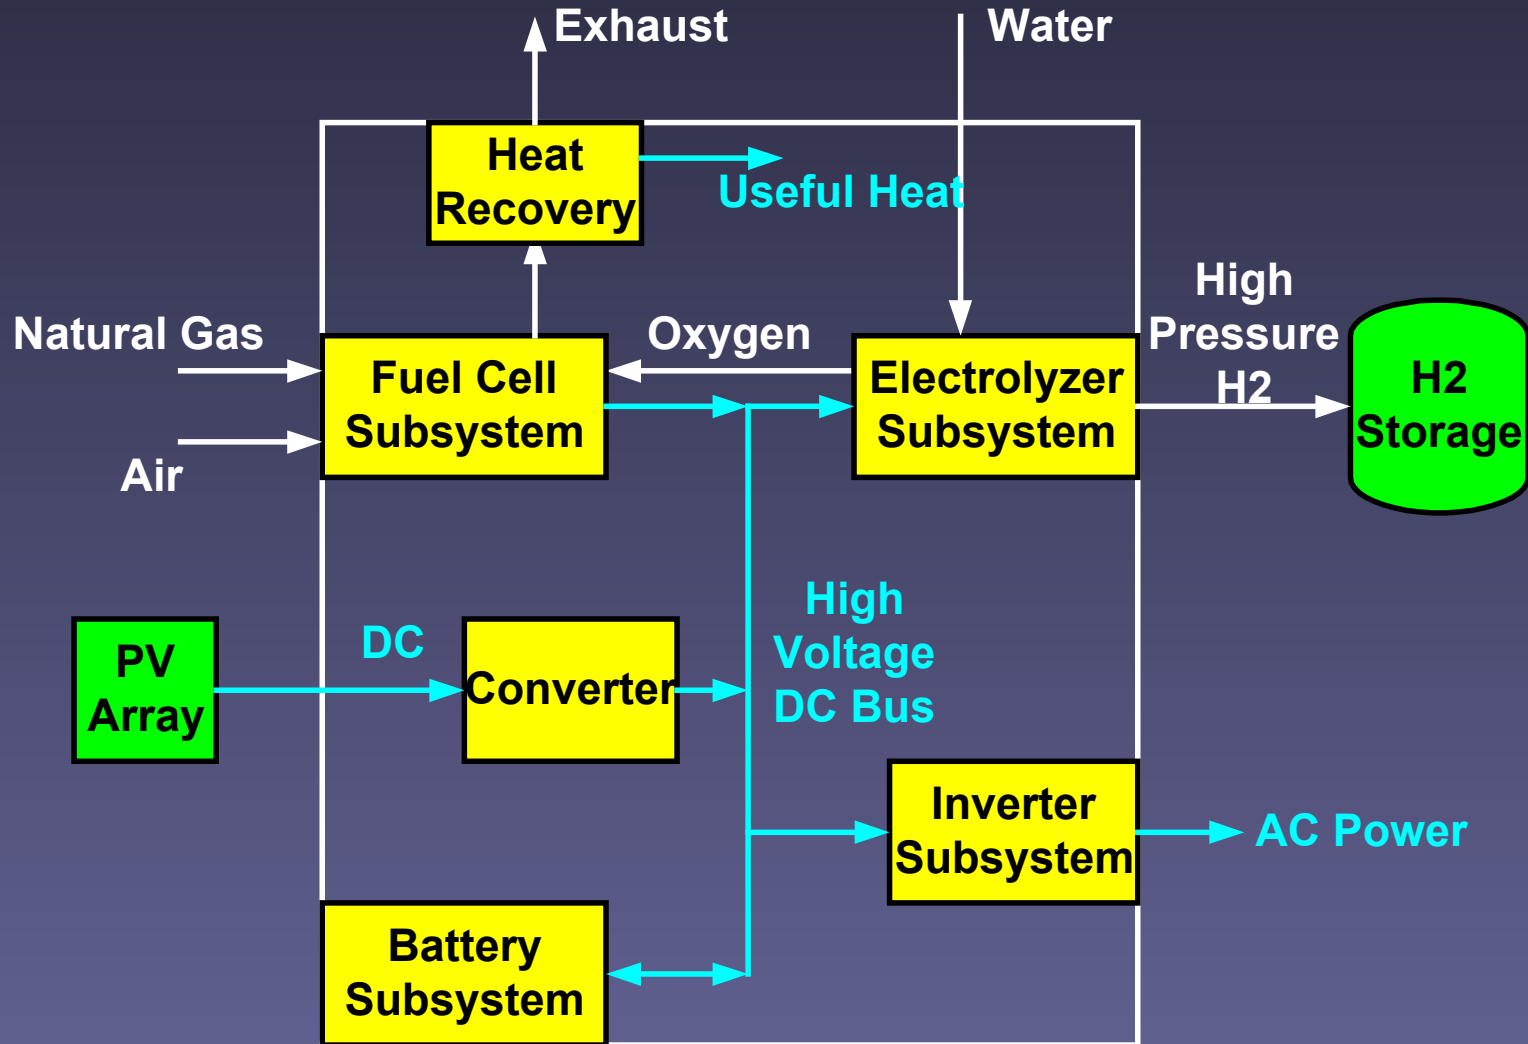 Exhaust
Water
Heat
Recovery
Useful Heat
Natural Gas
Air
Fuel Cell
Subsystem
Oxygen
Electrolyzer
Subsystem
High
Pressure
H2
H2
Storage
PV
Array
DC
Converter
High
Voltage
DC Bus
Inverter
Subsystem
AC Power
Battery
Subsystem